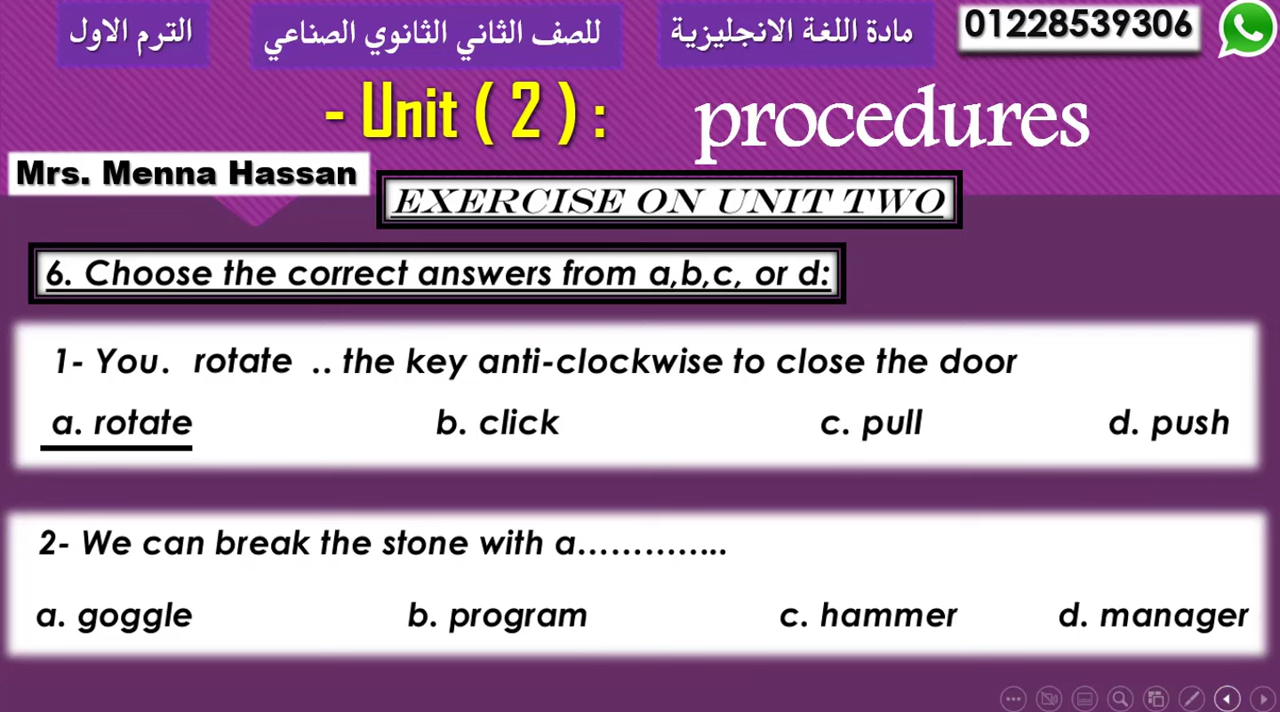 01228539306
مادة اللغة الانجليزية
للصف الثاني الثانوي الصناعي
الترم الاول
- Unit ( 2 ) : procedures
Mrs. Menna Hassan
EXERCISE ON UNIT TWO
6. Choose the correct answers from a,b,c, or d:
1- You. rotate .. the key anti-clockwise to close the door
a. rotate b. click c. pull d. push
2- We can break the stone with a…………..
a. goggle b. program c. hammer d. manager